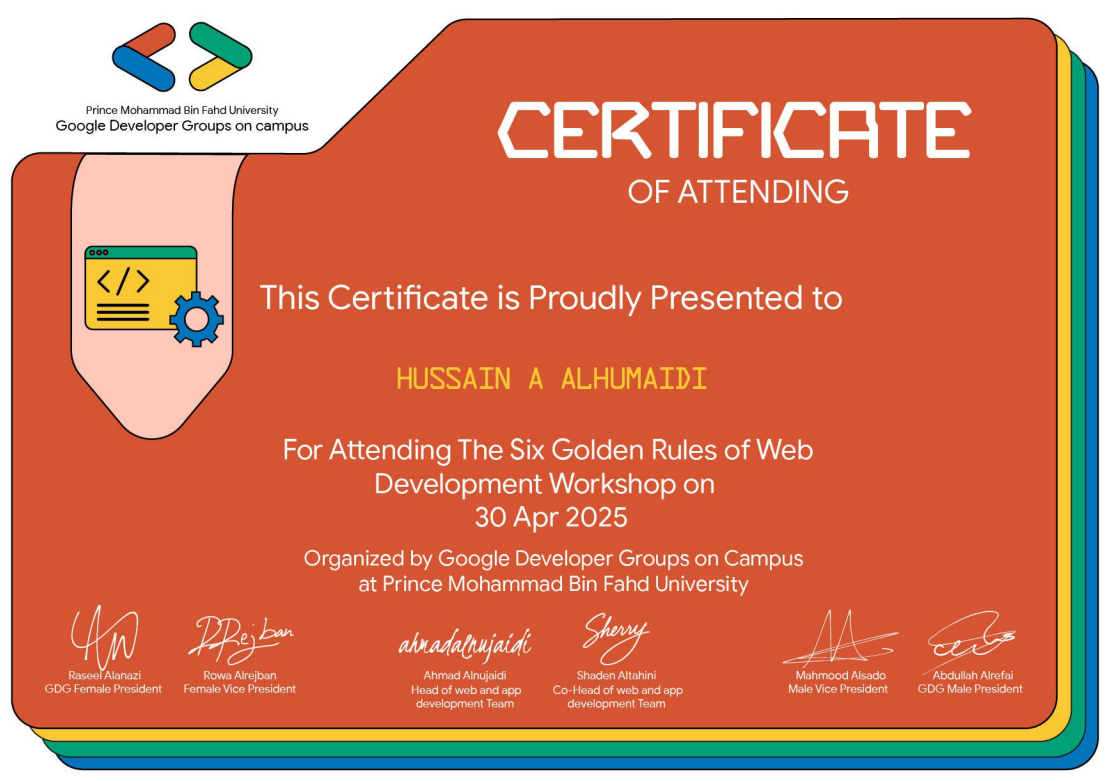 Prince Mohammad Bin Fahd University
Google Developer Groups on campus
CERTIFICATE
OF ATTENDING
</>
This Certificate is Proudly Presented to
HUSSAIN A ALHUMAIDI
For Attending The Six Golden Rules of Web
Development Workshop on
30 Apr 2025
Organized by Google Developer Groups on Campus
at Prince Mohammad Bin Fahd University
RRejban
ahmadalnujaidi
Sherry
Raseel Alanazi
GDG Female President
Rowa Alrejban
Female Vice President
Ahmad Alnujaidi
Head of web and app
development Team
Shaden Altahini
Co-Head of web and app
development Team
Mahmood Alsado
Male Vice President
Abdullah Alrefai
GDG Male President